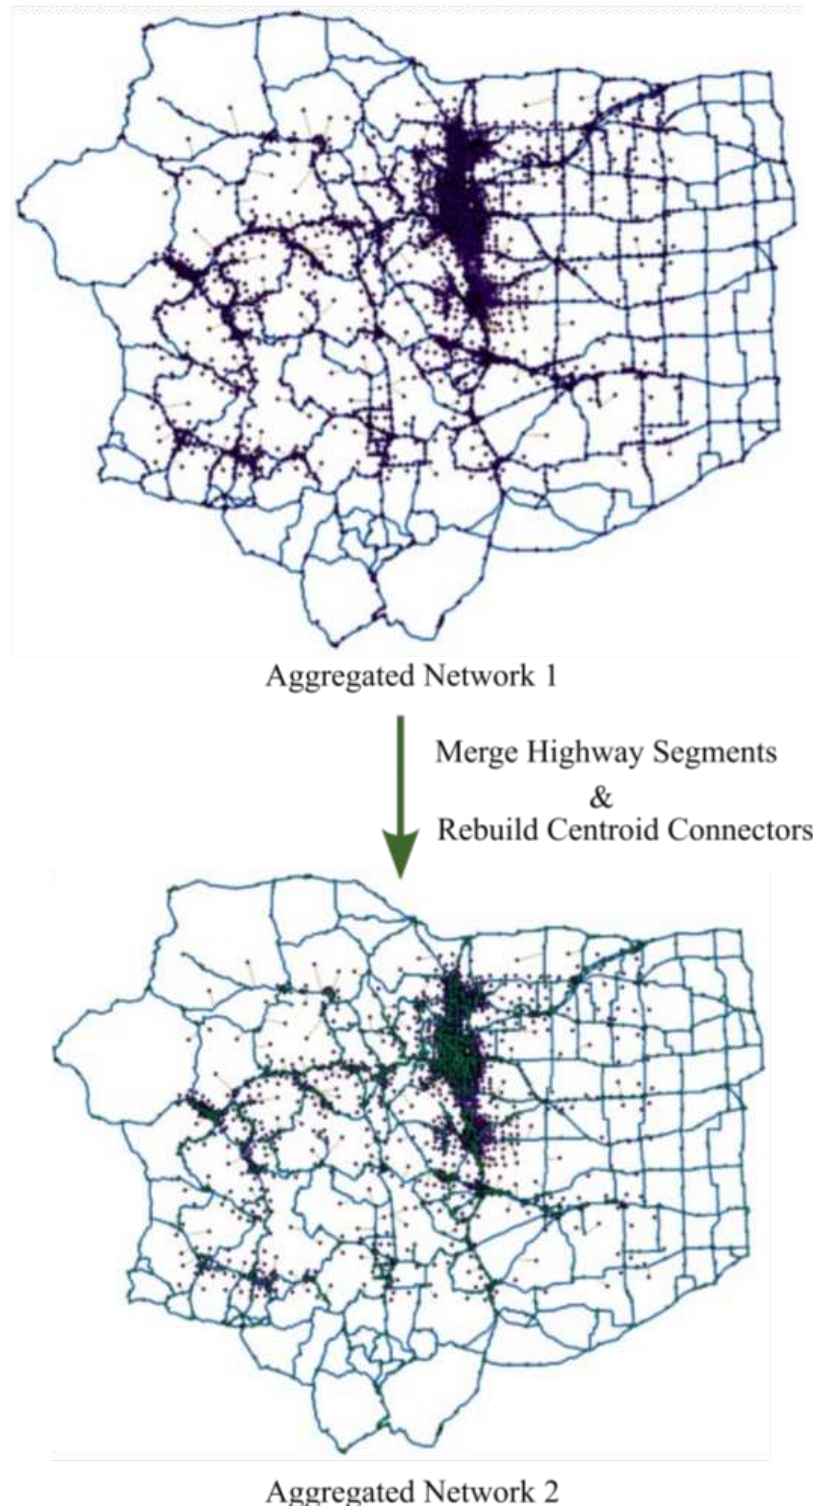 Aggregated Network 1
Merge Highway Segments
&
Rebuild Centroid Connectors
Aggregated Network 2